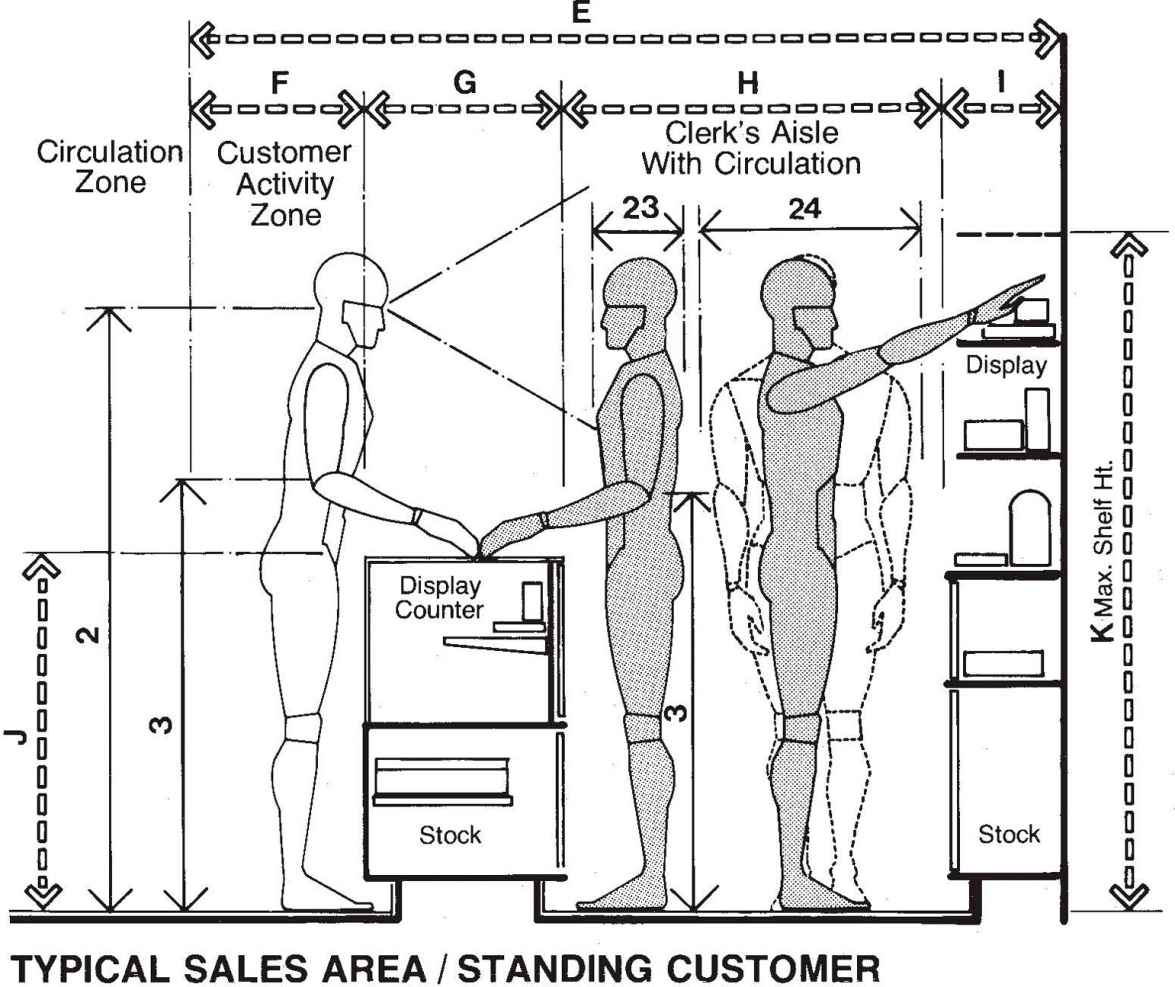 E
F
G
H
I
Circulation
Zone
Customer
Activity
Zone
Clerk's Aisle
With Circulation
23
24
Display
K Max. Shelf Ht.
Display
Counter
2
3
3
J
Stock
Stock
TYPICAL SALES AREA / STANDING CUSTOMER